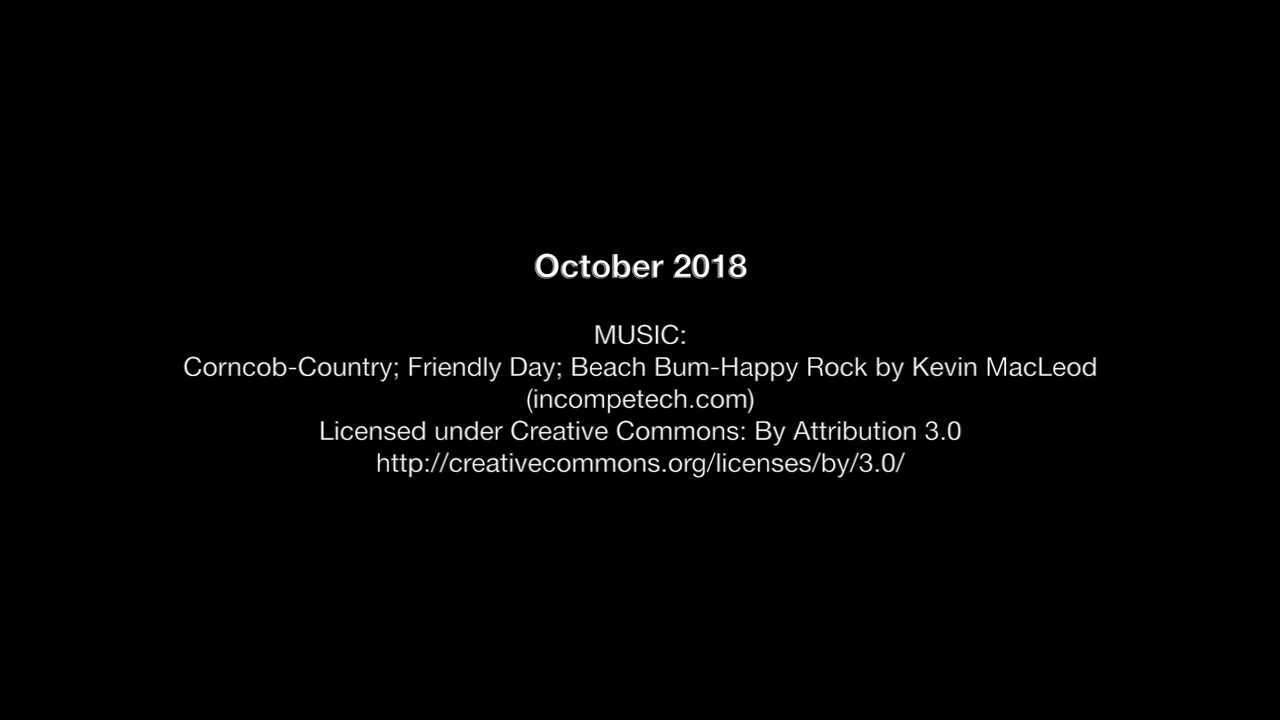 October 2018
MUSIC:
Corncob-Country; Friendly Day; Beach Bum-Happy Rock by Kevin MacLeod
(incompetech.com)
Licensed under Creative Commons: By Attribution 3.0
http://creativecommons.org/licenses/by/3.0/